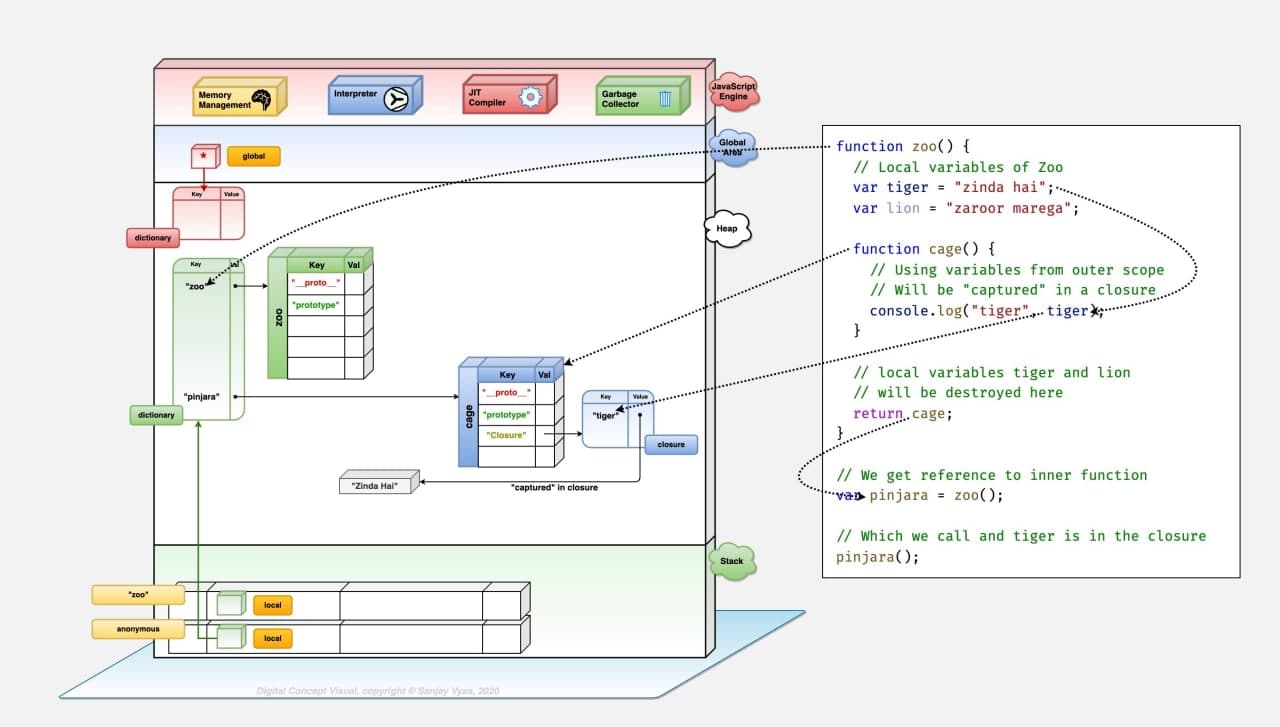 Memory
Management
Interpreter
JIT
Compiler
Garbage
Collector
JavaScript
Engine
*
global
Global
Area
Key Value
dictionary
Heap
Key Val
"zoo"
"pinjara"
dictionary
zoo
Key Val
"__proto__"
"prototype"
cage
Key Val
"__proto__"
"prototype"
"Closure"
Key Value
"tiger"
closure
"Zinda Hai"
"captured" in closure
Stack
"zoo"
local
anonymous
local
Digital Concept Visual, copyright © Sanjay Vyas, 2020
function zoo() {
// Local variables of Zoo
var tiger = "zinda hai";
var lion = "zaroor marega";
function cage() {
// Using variables from outer scope
// Will be "captured" in a closure
console.log("tiger", tiger);
}
// local variables tiger and lion
// will be destroyed here
return cage;
}
// We get reference to inner function
var pinjara = zoo();
// Which we call and tiger is in the closure
pinjara();